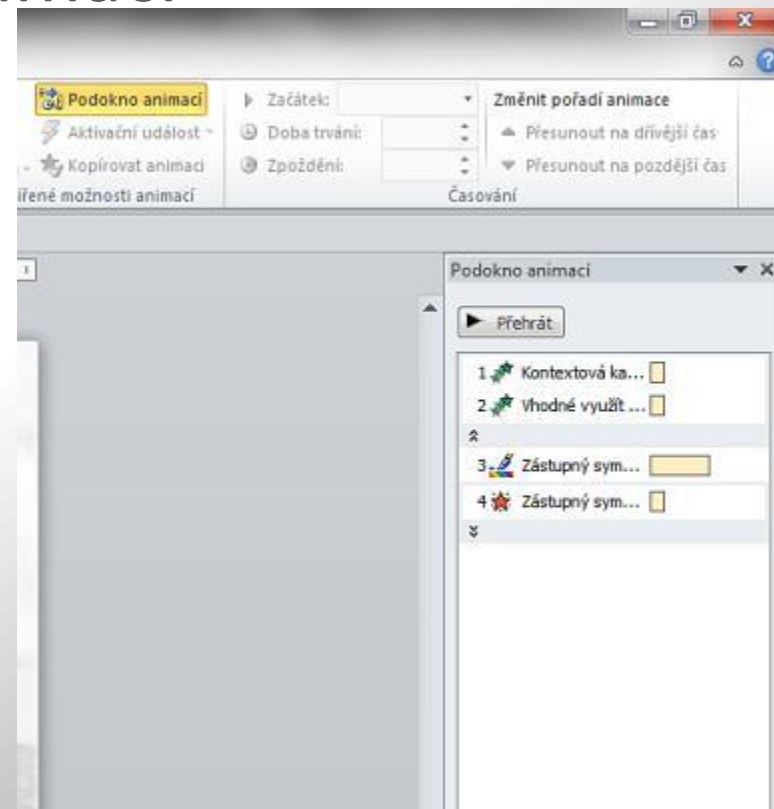 Podokno animací
Začátek:
Změnit pořadí animace
Aktivační událost
Doba trvání:
Přesunout na dřívější čas
Kopírovat animaci
Zpoždění:
Přesunout na pozdější čas
možnosti animací
Časování
Podokno animací
Přehrát
1 Kontextová ka...
2 Vhodné využít ...
3 Zástupný sym...
4 Zástupný sym...